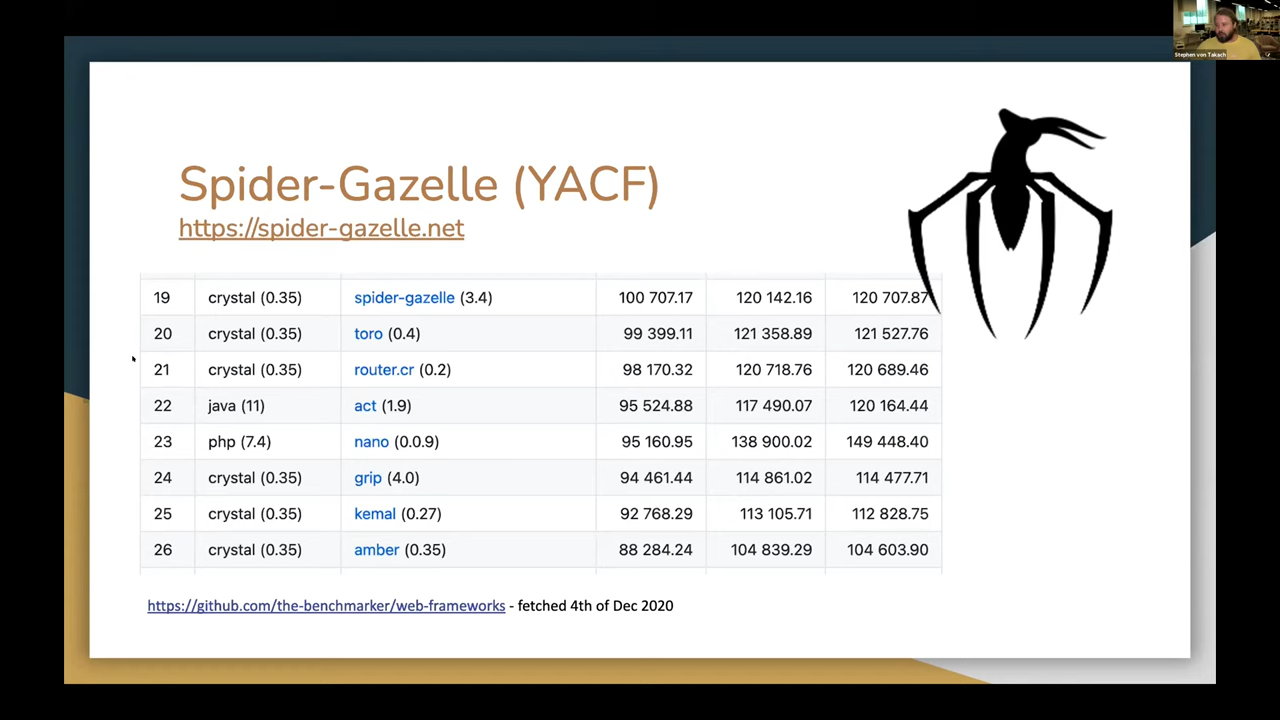 Stephen von Takach
Spider-Gazelle (YACF)
https://spider-gazelle.net
19 crystal (0.35) spider-gazelle (3.4) 100 707.17 120 142.16 120 707.87
20 crystal (0.35) toro (0.4) 99 399.11 121 358.89 121 527.76
21 crystal (0.35) router.cr (0.2) 98 170.32 120 718.76 120 689.46
22 java (11) act (1.9) 95 524.88 117 490.07 120 164.44
23 php (7.4) nano (0.0.9) 95 160.95 138 900.02 149 448.40
24 crystal (0.35) grip (4.0) 94 461.44 114 861.02 114 477.71
25 crystal (0.35) kemal (0.27) 92 768.29 113 105.71 112 828.75
26 crystal (0.35) amber (0.35) 88 284.24 104 839.29 104 603.90
https://github.com/the-benchmarker/web-frameworks - fetched 4th of Dec 2020